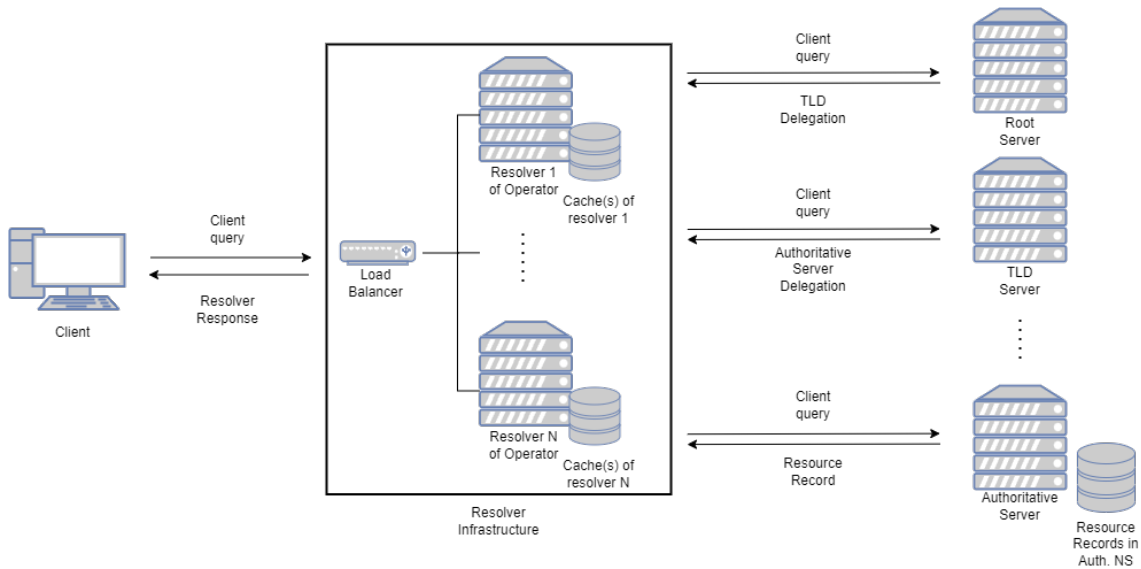 Client
query
Resolver
Response
Client
Load
Balancer
Resolver 1
of Operator
Cache(s) of
resolver 1
Resolver N
of Operator
Cache(s) of
resolver N
Resolver
Infrastructure
Client
query
TLD
Delegation
Root
Server
Client
query
Authoritative
Server
Delegation
TLD
Server
Client
query
Resource
Record
Authoritative
Server
Resource
Records in
Auth. NS